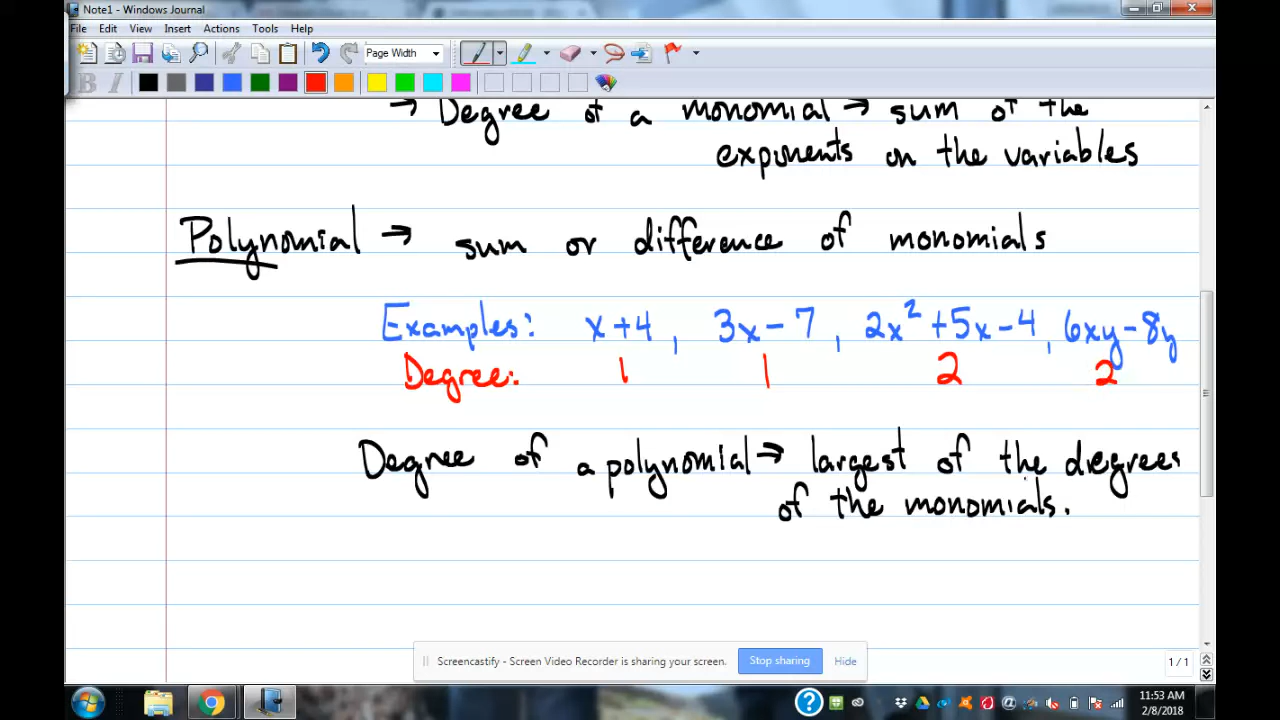 Note1 - Windows Journal
File Edit View Insert Actions Tools Help
Page Width
B I
→ Degree of a monomial → sum of the
exponents on the variables
Polynomial → sum or difference of monomials
Examples: x+4, 3x-7, 2x²+5x-4, 6xy-8y
Degree: 1 1 2 2
Degree of a polynomial → largest of the degrees
of the monomials.
Screencastify - Screen Video Recorder is sharing your screen. Stop sharing Hide
1 / 1
11:53 AM
2/8/2018